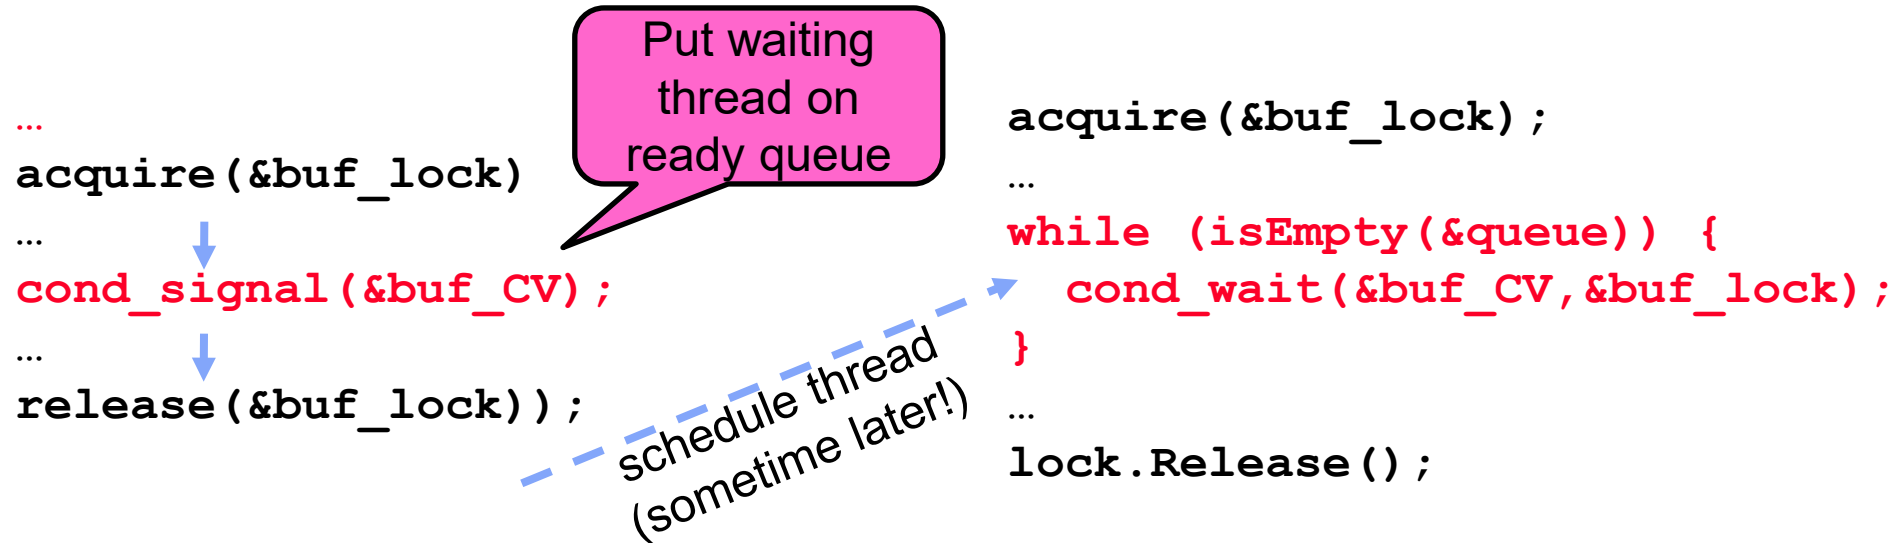 …
acquire(&buf_lock)
…
cond_signal(&buf_CV);
…
release(&buf_lock));
Put waiting
thread on
ready queue
schedule thread
(sometime later!)
acquire(&buf_lock);
…
while (isEmpty(&queue)) {
cond_wait(&buf_CV,&buf_lock);
}
…
lock.Release();